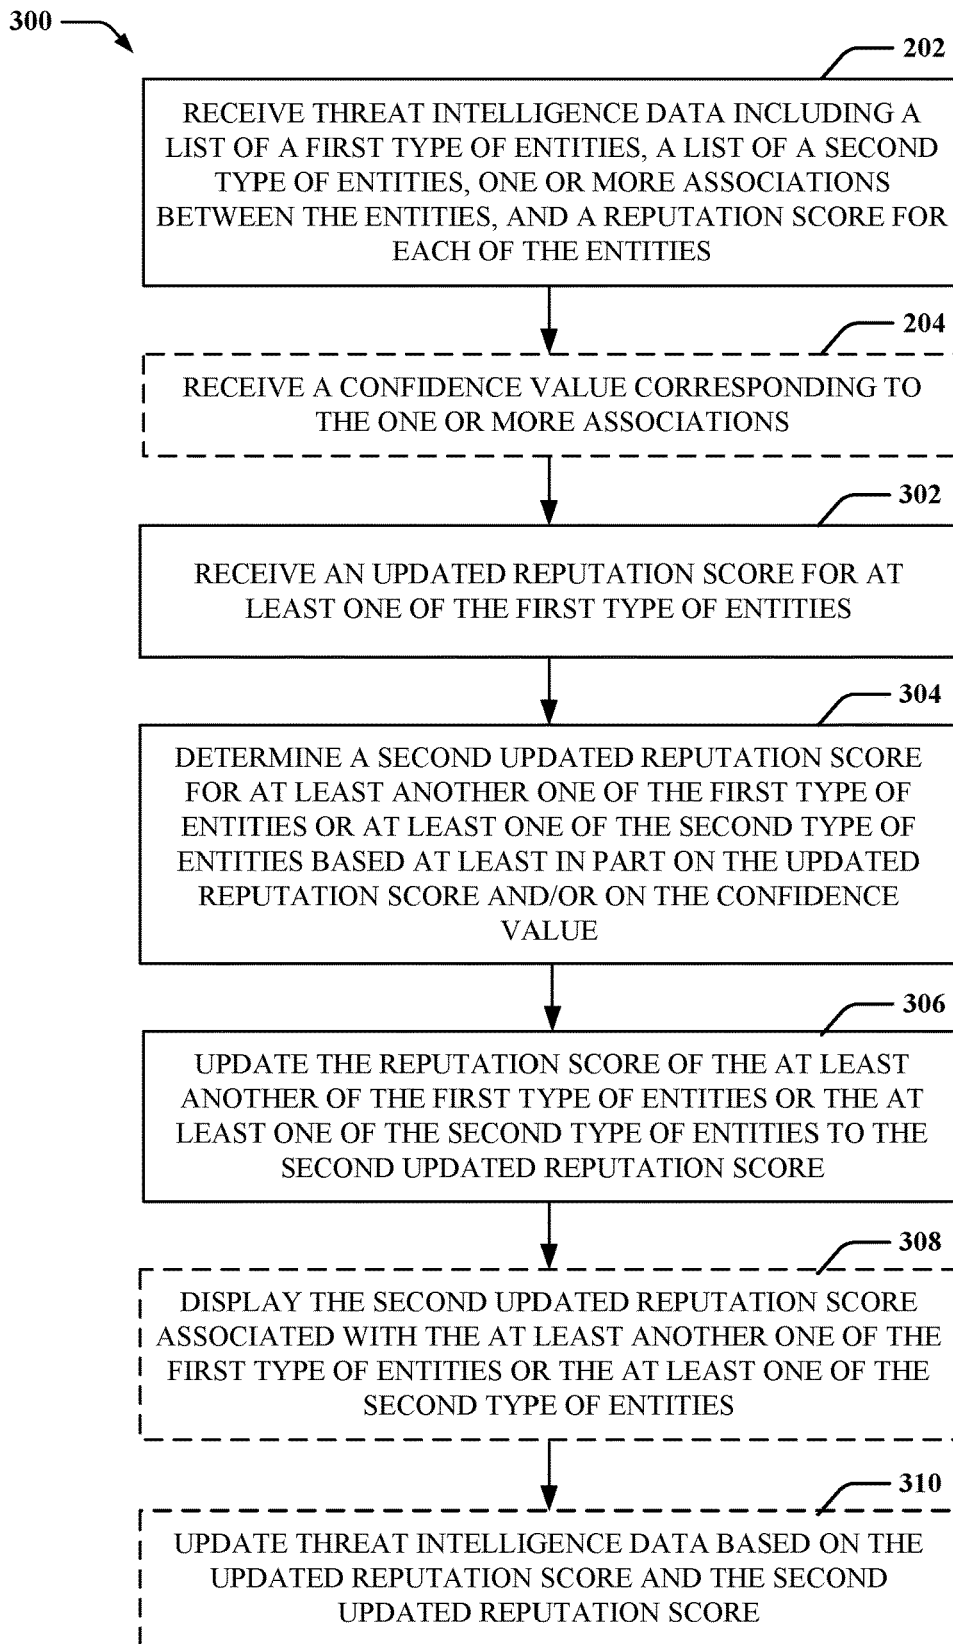 300
202
RECEIVE THREAT INTELLIGENCE DATA INCLUDING A
LIST OF A FIRST TYPE OF ENTITIES, A LIST OF A SECOND
TYPE OF ENTITIES, ONE OR MORE ASSOCIATIONS
BETWEEN THE ENTITIES, AND A REPUTATION SCORE FOR
EACH OF THE ENTITIES
204
RECEIVE A CONFIDENCE VALUE CORRESPONDING TO
THE ONE OR MORE ASSOCIATIONS
302
RECEIVE AN UPDATED REPUTATION SCORE FOR AT
LEAST ONE OF THE FIRST TYPE OF ENTITIES
304
DETERMINE A SECOND UPDATED REPUTATION SCORE
FOR AT LEAST ANOTHER ONE OF THE FIRST TYPE OF
ENTITIES OR AT LEAST ONE OF THE SECOND TYPE OF
ENTITIES BASED AT LEAST IN PART ON THE UPDATED
REPUTATION SCORE AND/OR ON THE CONFIDENCE
VALUE
306
UPDATE THE REPUTATION SCORE OF THE AT LEAST
ANOTHER OF THE FIRST TYPE OF ENTITIES OR THE AT
LEAST ONE OF THE SECOND TYPE OF ENTITIES TO THE
SECOND UPDATED REPUTATION SCORE
308
DISPLAY THE SECOND UPDATED REPUTATION SCORE
ASSOCIATED WITH THE AT LEAST ANOTHER ONE OF THE
FIRST TYPE OF ENTITIES OR THE AT LEAST ONE OF THE
SECOND TYPE OF ENTITIES
310
UPDATE THREAT INTELLIGENCE DATA BASED ON THE
UPDATED REPUTATION SCORE AND THE SECOND
UPDATED REPUTATION SCORE